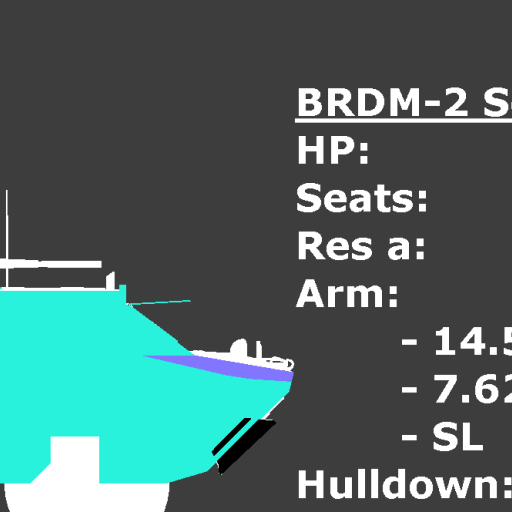 BRDM-2 S
HP:
Seats:
Res a:
Arm:
- 14.5
- 7.62
- SL
Hulldown: